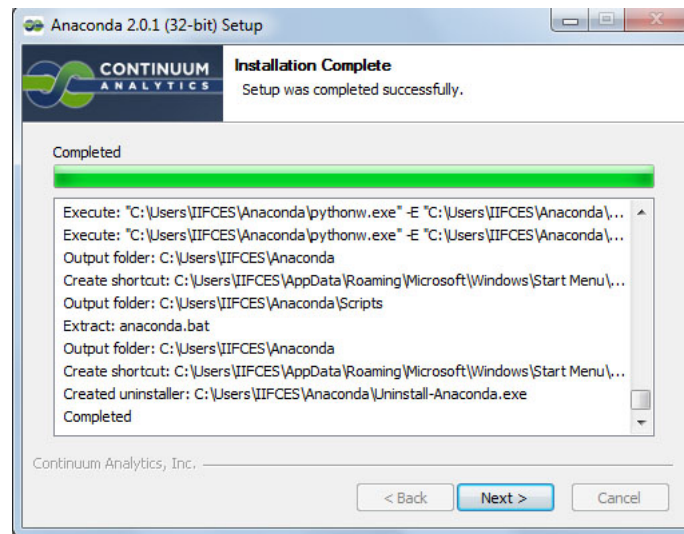 Anaconda 2.0.1 (32-bit) Setup
CONTINUUM
ANALYTICS
Installation Complete
Setup was completed successfully.
Completed
Execute: "C:\Users\IIFCES\Anaconda\pythonw.exe" -E "C:\Users\IIFCES\Anaconda\...
Execute: "C:\Users\IIFCES\Anaconda\pythonw.exe" -E "C:\Users\IIFCES\Anaconda\...
Output folder: C:\Users\IIFCES\Anaconda
Create shortcut: C:\Users\IIFCES\AppData\Roaming\Microsoft\Windows\Start Menu\...
Output folder: C:\Users\IIFCES\Anaconda\Scripts
Extract: anaconda.bat
Output folder: C:\Users\IIFCES\Anaconda
Create shortcut: C:\Users\IIFCES\AppData\Roaming\Microsoft\Windows\Start Menu\...
Created uninstaller: C:\Users\IIFCES\Anaconda\Uninstall-Anaconda.exe
Completed
Continuum Analytics, Inc.
< Back Next > Cancel